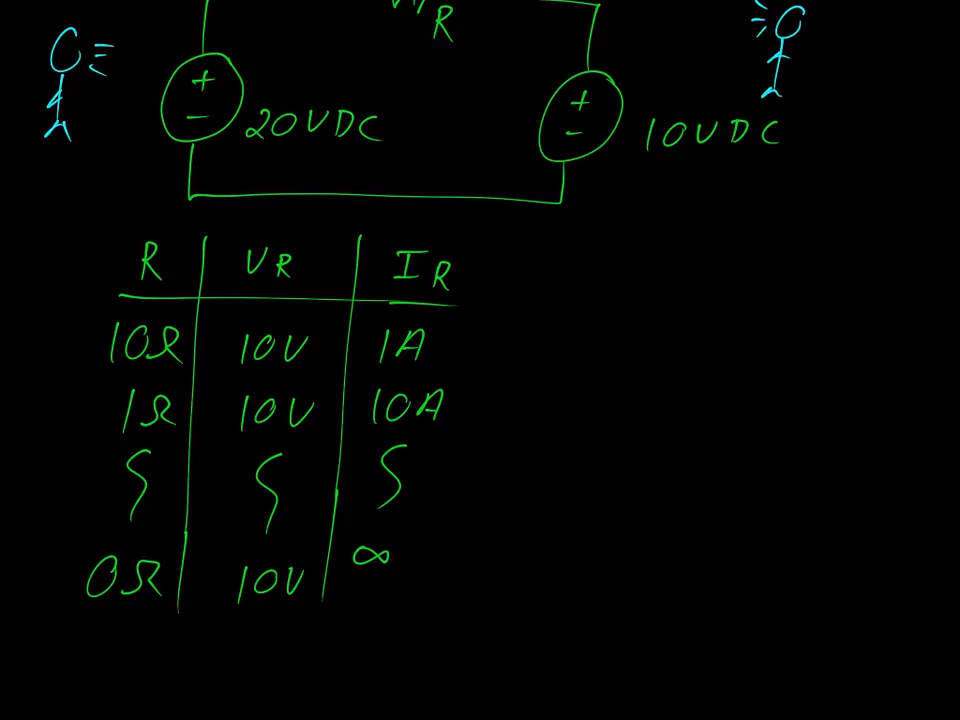 R
+
-
20VDC
+
-
10VDC
R VR IR
10Ω 10V 1A
1Ω 10V 10A
0Ω 10V ∞